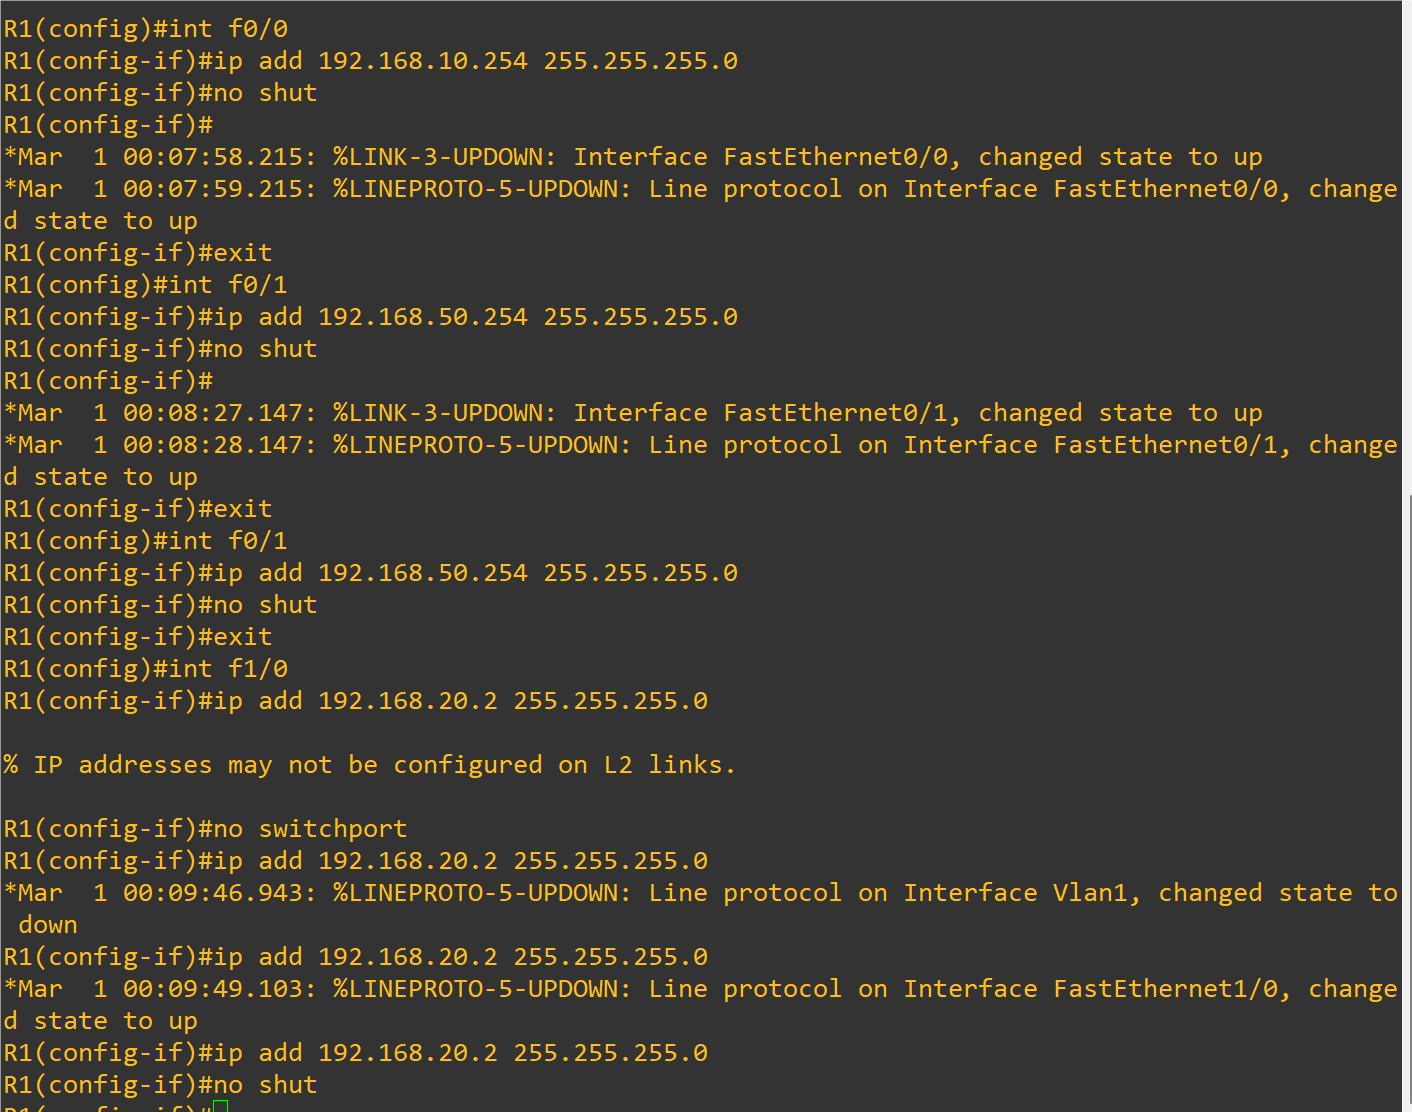 R1(config)#int f0/0
R1(config-if)#ip add 192.168.10.254 255.255.255.0
R1(config-if)#no shut
R1(config-if)#
*Mar  1 00:07:58.215: %LINK-3-UPDOWN: Interface FastEthernet0/0, changed state to up
*Mar  1 00:07:59.215: %LINEPROTO-5-UPDOWN: Line protocol on Interface FastEthernet0/0, change
d state to up
R1(config-if)#exit
R1(config)#int f0/1
R1(config-if)#ip add 192.168.50.254 255.255.255.0
R1(config-if)#no shut
R1(config-if)#
*Mar  1 00:08:27.147: %LINK-3-UPDOWN: Interface FastEthernet0/1, changed state to up
*Mar  1 00:08:28.147: %LINEPROTO-5-UPDOWN: Line protocol on Interface FastEthernet0/1, change
d state to up
R1(config-if)#exit
R1(config)#int f0/1
R1(config-if)#ip add 192.168.50.254 255.255.255.0
R1(config-if)#no shut
R1(config-if)#exit
R1(config)#int f1/0
R1(config-if)#ip add 192.168.20.2 255.255.255.0
% IP addresses may not be configured on L2 links.
R1(config-if)#no switchport
R1(config-if)#ip add 192.168.20.2 255.255.255.0
*Mar  1 00:09:46.943: %LINEPROTO-5-UPDOWN: Line protocol on Interface Vlan1, changed state to
 down
R1(config-if)#ip add 192.168.20.2 255.255.255.0
*Mar  1 00:09:49.103: %LINEPROTO-5-UPDOWN: Line protocol on Interface FastEthernet1/0, change
d state to up
R1(config-if)#ip add 192.168.20.2 255.255.255.0
R1(config-if)#no shut
R1(config-if)#